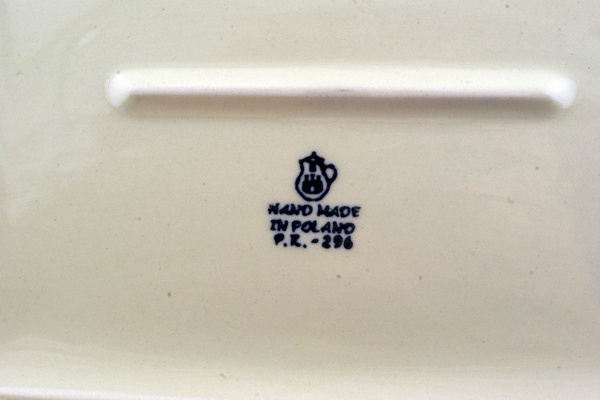 HAND MADE
IN POLAND
P.R. - 296